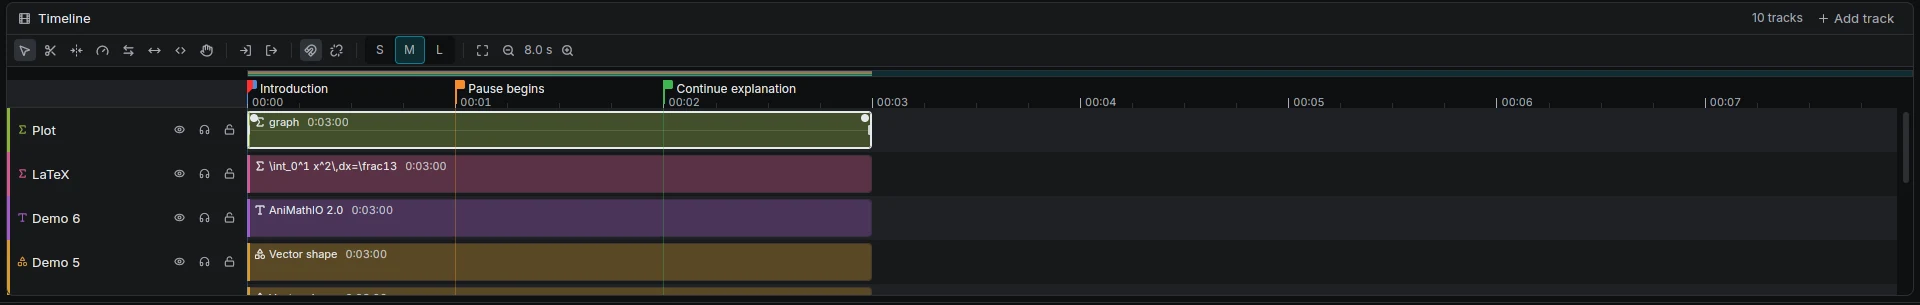 Timeline
10 tracks + Add track
S M L 8.0 s
Introduction Pause begins Continue explanation
00:00 00:01 00:02 00:03 00:04 00:05 00:06 00:07
Σ Plot Σ graph 0:03:00
Σ LaTeX Σ \int_0^1 x^2\,dx=\frac13 0:03:00
T Demo 6 T AniMathIO 2.0 0:03:00
Demo 5 Vector shape 0:03:00